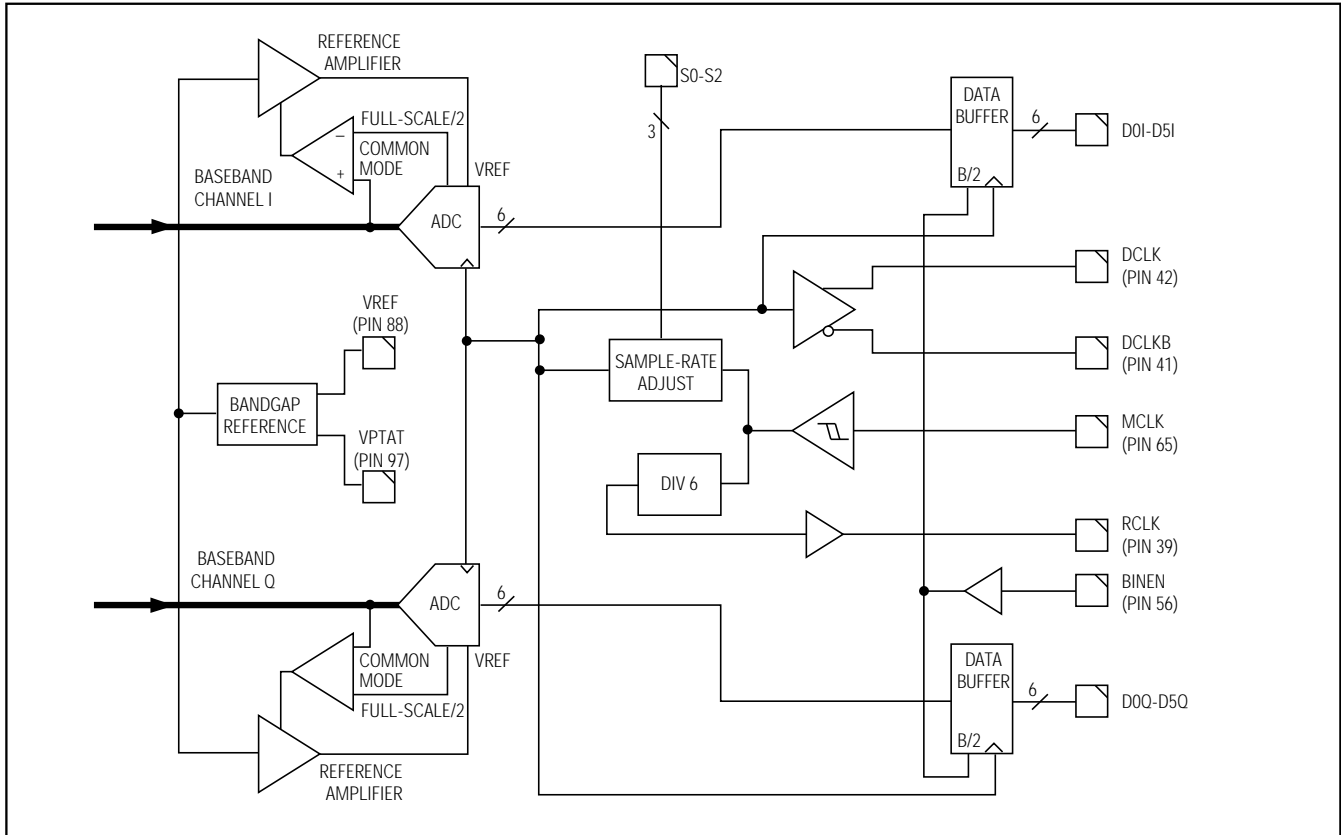 REFERENCE
AMPLIFIER
FULL-SCALE/2
−
COMMON
MODE
+
VREF
BASEBAND
CHANNEL I
ADC
6
S0-S2
3
DATA
BUFFER
B/2
6
D0I-D5I
DCLK
(PIN 42)
DCLKB
(PIN 41)
VREF
(PIN 88)
BANDGAP
REFERENCE
VPTAT
(PIN 97)
SAMPLE-RATE
ADJUST
MCLK
(PIN 65)
DIV 6
RCLK
(PIN 39)
BINEN
(PIN 56)
BASEBAND
CHANNEL Q
ADC
6
COMMON
MODE
VREF
FULL-SCALE/2
REFERENCE
AMPLIFIER
DATA
BUFFER
B/2
6
D0Q-D5Q